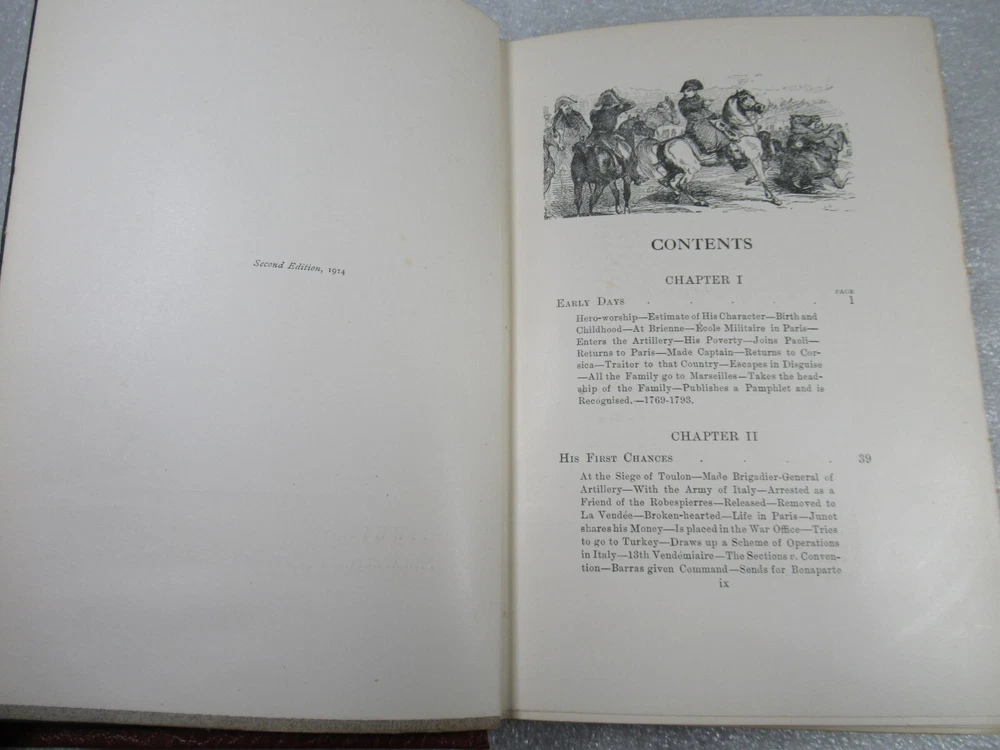 Second Edition, 1914
CONTENTS
CHAPTER I
PAGE
EARLY DAYS . . . . . . 1
Hero-worship—Estimate of His Character—Birth and
Childhood—At Brienne—École Militaire in Paris—
Enters the Artillery—His Poverty—Joins Paoli—
Returns to Paris—Made Captain—Returns to Cor-
sica—Traitor to that Country—Escapes in Disguise
—All the Family go to Marseilles—Takes the head-
ship of the Family—Publishes a Pamphlet and is
Recognised.—1769-1793.
CHAPTER II
HIS FIRST CHANCES . . . . 39
At the Siege of Toulon—Made Brigadier-General of
Artillery—With the Army of Italy—Arrested as a
Friend of the Robespierres—Released—Removed to
La Vendée—Broken-hearted—Life in Paris—Junot
shares his Money—Is placed in the War Office—Tries
to go to Turkey—Draws up a Scheme of Operations
in Italy—13th Vendémiaire—The Sections v. Conven-
tion—Barras given Command—Sends for Bonaparte
ix